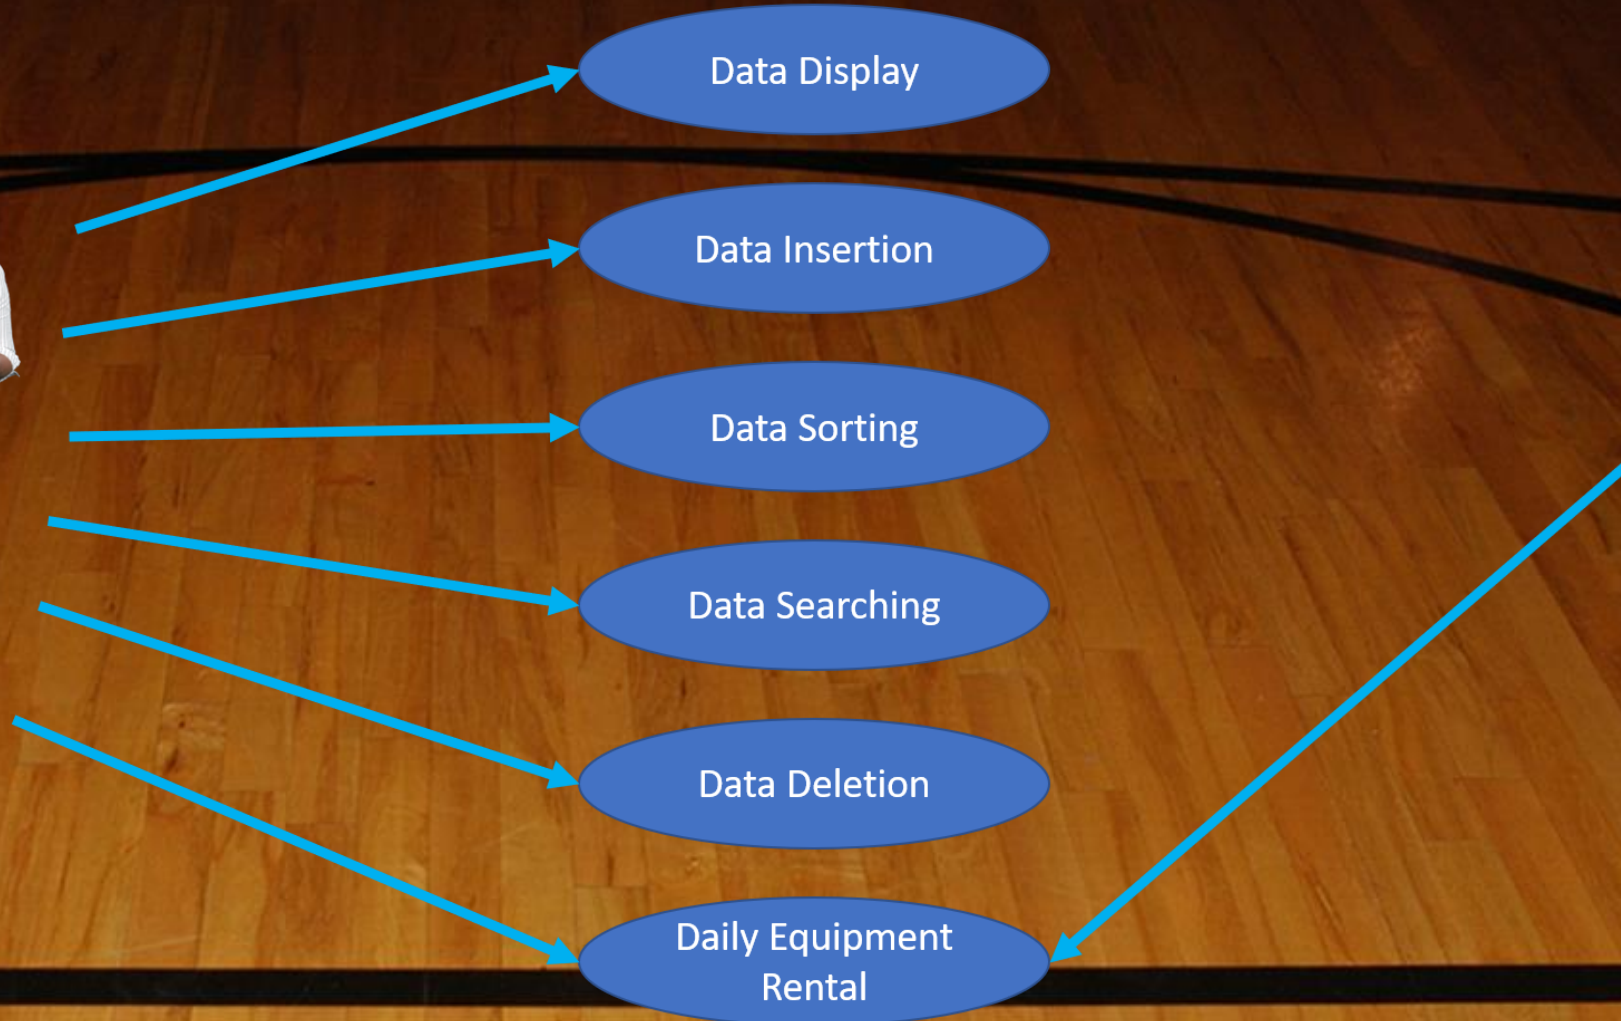 Data Display
Data Insertion
Data Sorting
Data Searching
Data Deletion
Daily Equipment
Rental